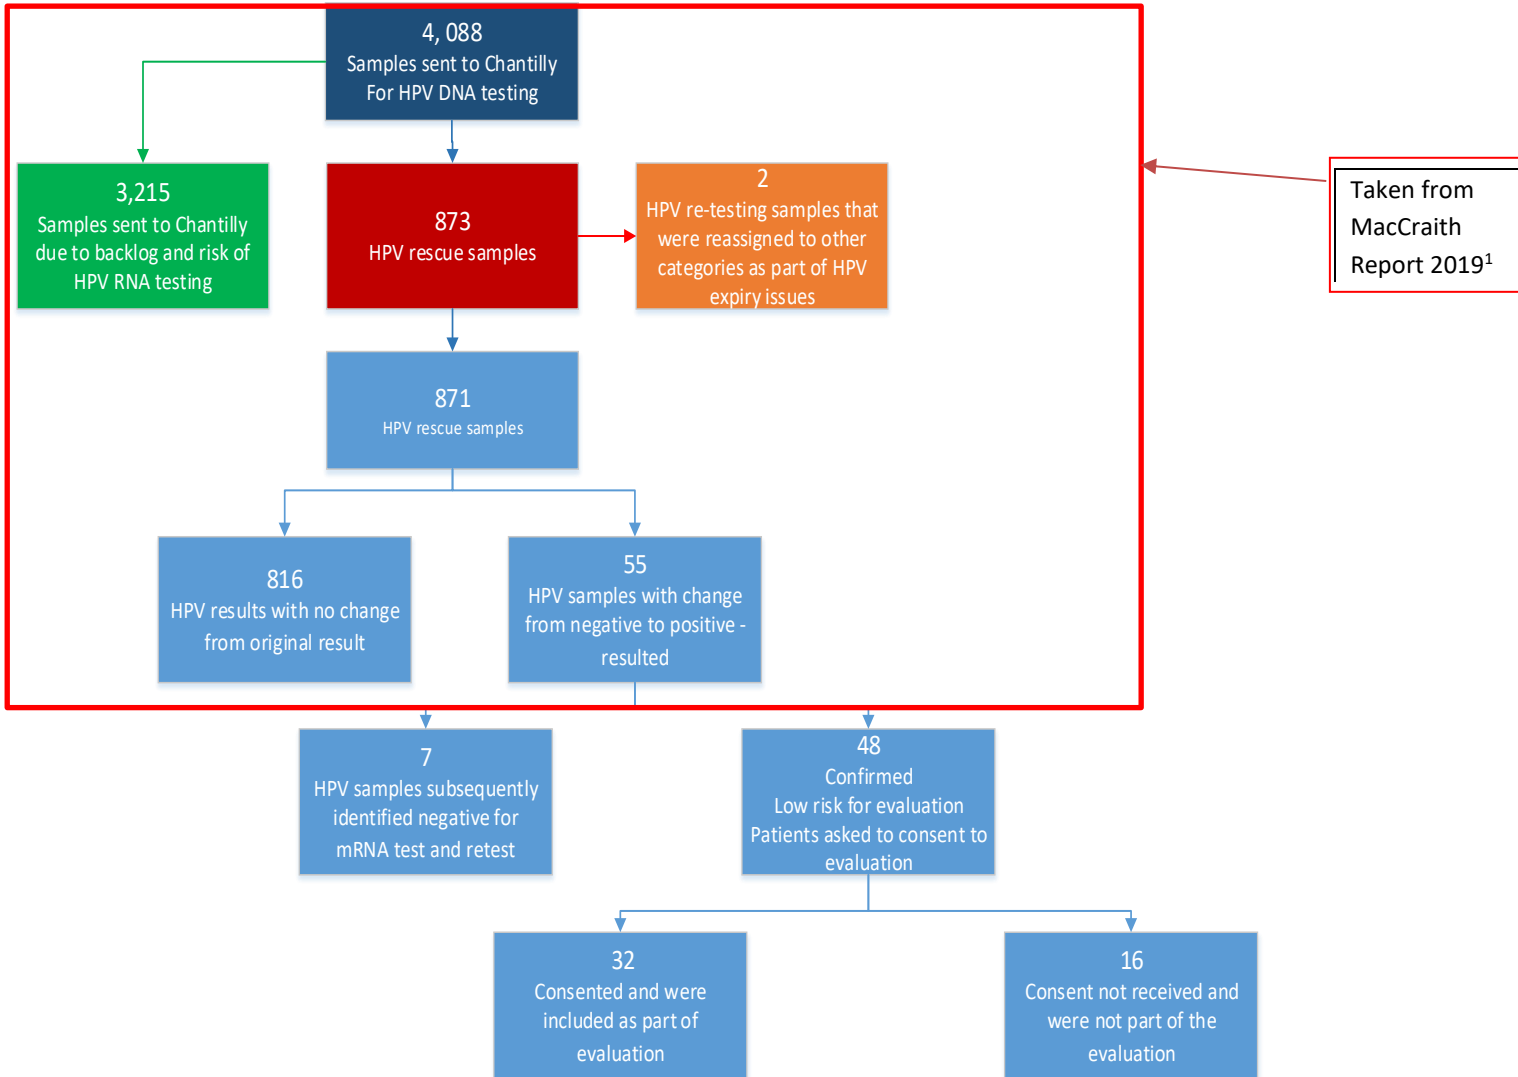 4, 088
Samples sent to Chantilly
For HPV DNA testing
3,215
Samples sent to Chantilly
due to backlog and risk of
HPV RNA testing
873
HPV rescue samples
2
HPV re-testing samples that
were reassigned to other
categories as part of HPV
expiry issues
Taken from
MacCraith
Report 2019¹
871
HPV rescue samples
816
HPV results with no change
from original result
55
HPV samples with change
from negative to positive -
resulted
7
HPV samples subsequently
identified negative for
mRNA test and retest
48
Confirmed
Low risk for evaluation
Patients asked to consent to
evaluation
32
Consented and were
included as part of
evaluation
16
Consent not received and
were not part of the
evaluation